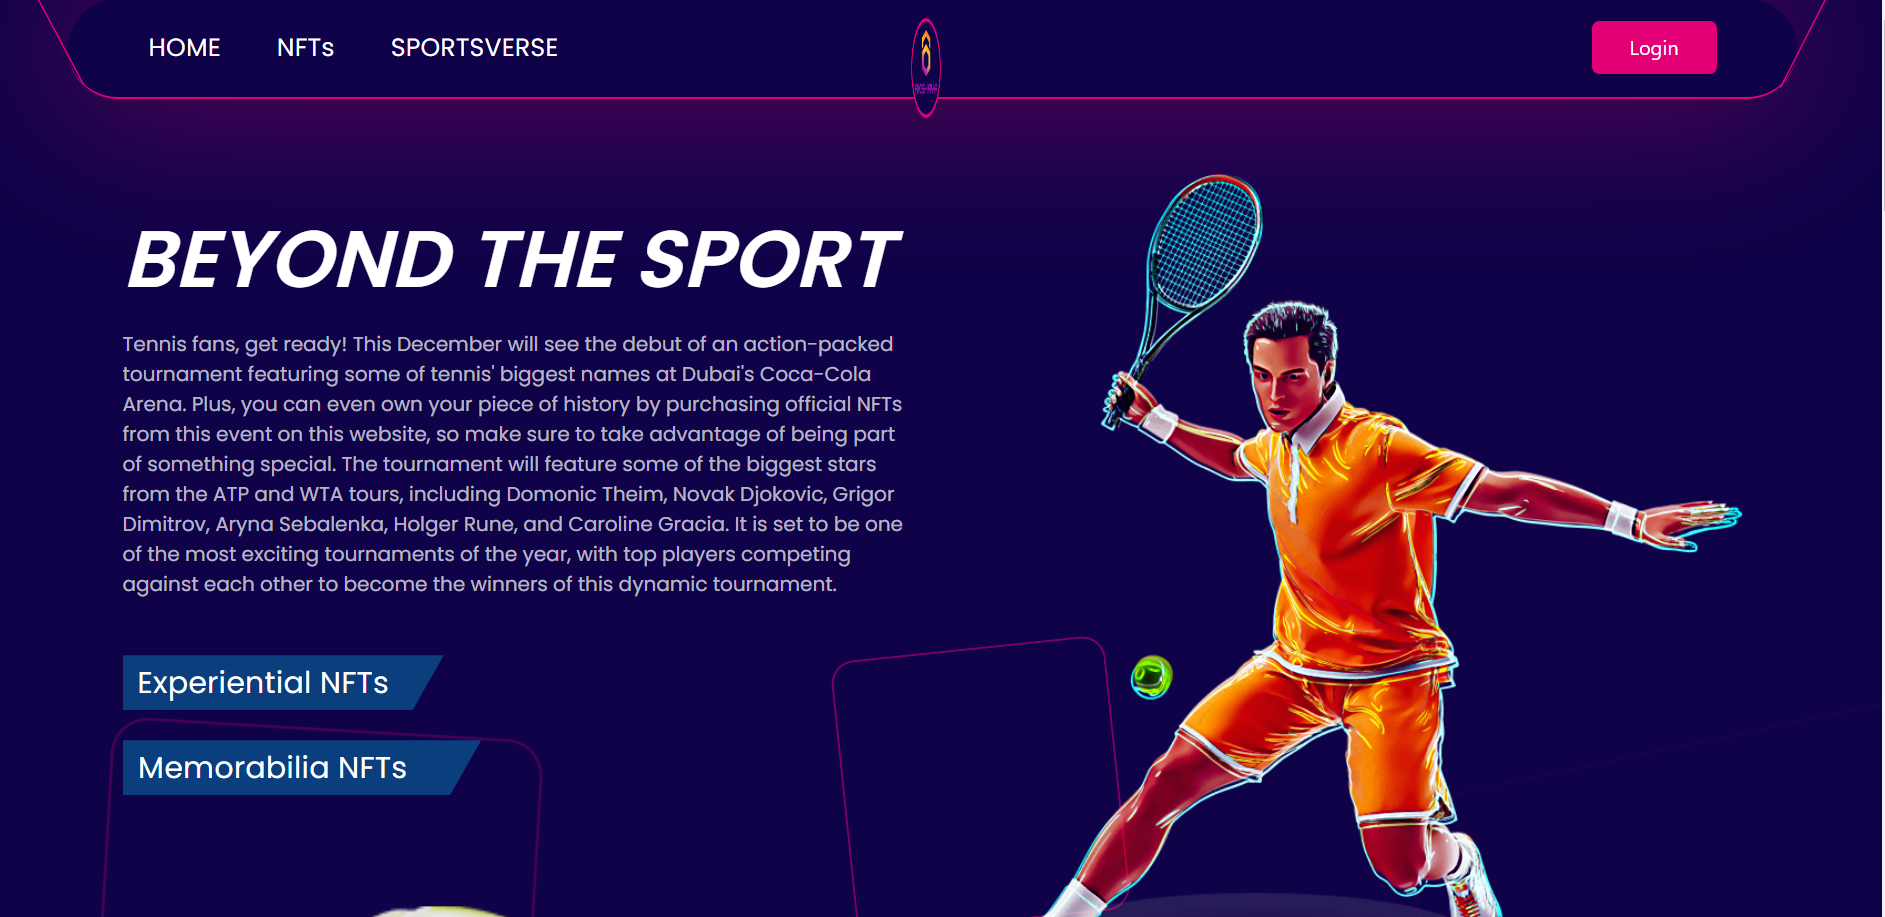 HOME NFTs SPORTSVERSE
Login
BEYOND THE SPORT
Tennis fans, get ready! This December will see the debut of an action-packed
tournament featuring some of tennis' biggest names at Dubai's Coca-Cola
Arena. Plus, you can even own your piece of history by purchasing official NFTs
from this event on this website, so make sure to take advantage of being part
of something special. The tournament will feature some of the biggest stars
from the ATP and WTA tours, including Domonic Theim, Novak Djokovic, Grigor
Dimitrov, Aryna Sebalenka, Holger Rune, and Caroline Gracia. It is set to be one
of the most exciting tournaments of the year, with top players competing
against each other to become the winners of this dynamic tournament.
Experiential NFTs
Memorabilia NFTs